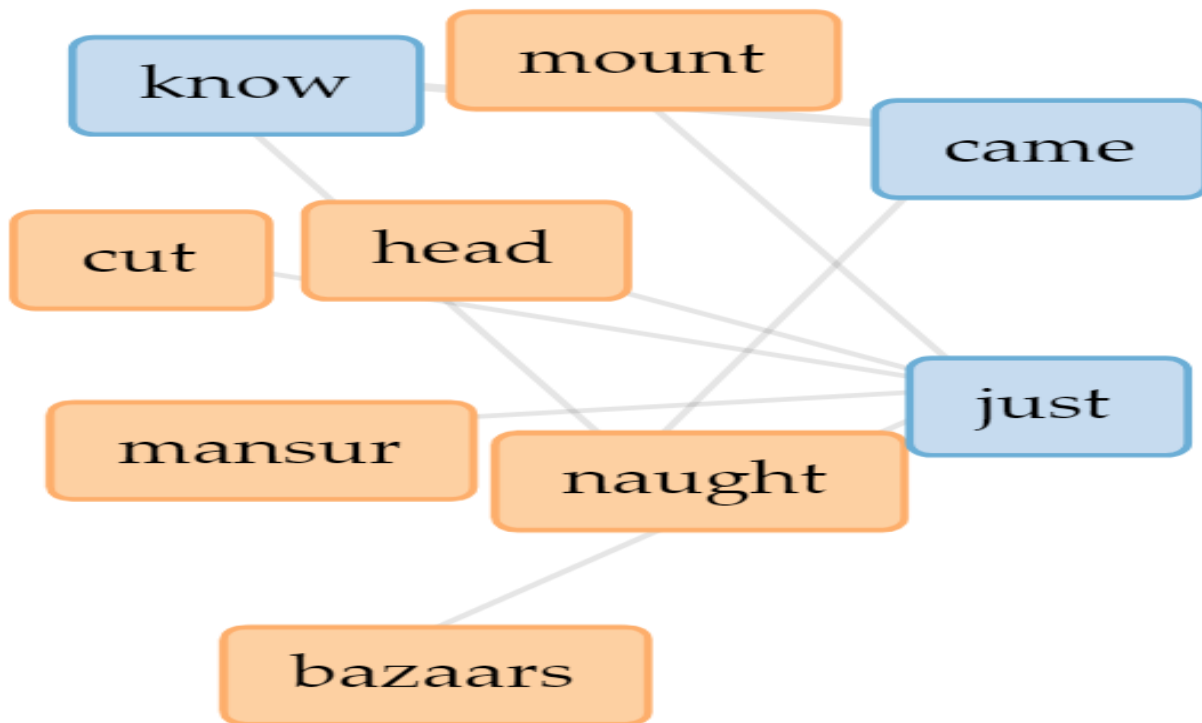 mount
know
came
head
cut
just
mansur
naught
bazaars